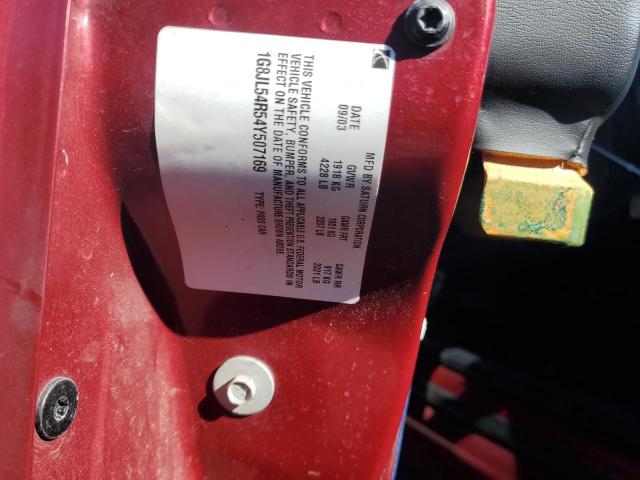 MFD BY SATURN CORPORATION
DATE GVWR GAWR FRT GAWR RR
09/03 1918 KG 1001 KG 917 KG
4228 LB 2207 LB 2021 LB
THIS VEHICLE CONFORMS TO ALL APPLICABLE U.S. FEDERAL MOTOR
VEHICLE SAFETY, BUMPER, AND THEFT PREVENTION STANDARDS IN
EFFECT ON THE DATE OF MANUFACTURE SHOWN ABOVE.
1G8JL54R54Y507169 TYPE: PASS CAR